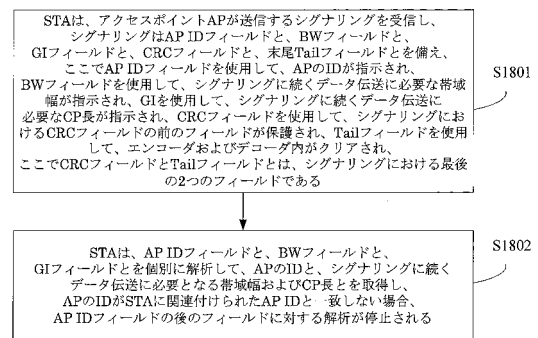 STAは、アクセスポイントAPが送信するシグナリングを受信し、
シグナリングはAP IDフィールドと、BWフィールドと、
GIフィールドと、CRCフィールドと、末尾Tailフィールドとを備え、
ここでAP IDフィールドを使用して、APのIDが指示され、
BWフィールドを使用して、シグナリングに続くデータ伝送に必要な帯域
幅が指示され、GIを使用して、シグナリングに続くデータ伝送に
必要なCP長が指示され、CRCフィールドを使用して、シグナリングにお
けるCRCフィールドの前のフィールドが保護され、Tailフィールドを使用
して、エンコーダおよびデコーダ内がクリアされ、
ここでCRCフィールドとTailフィールドとは、シグナリングにおける最後
の2つのフィールドである
S1801
STAは、AP IDフィールドと、BWフィールドと、
GIフィールドとを個別に解析して、APのIDと、シグナリングに続く
データ伝送に必要となる帯域幅およびCP長とを取得し、
APのIDがSTAに関連付けられたAP IDと一致しない場合、
AP IDフィールドの後のフィールドに対する解析が停止される
S1802